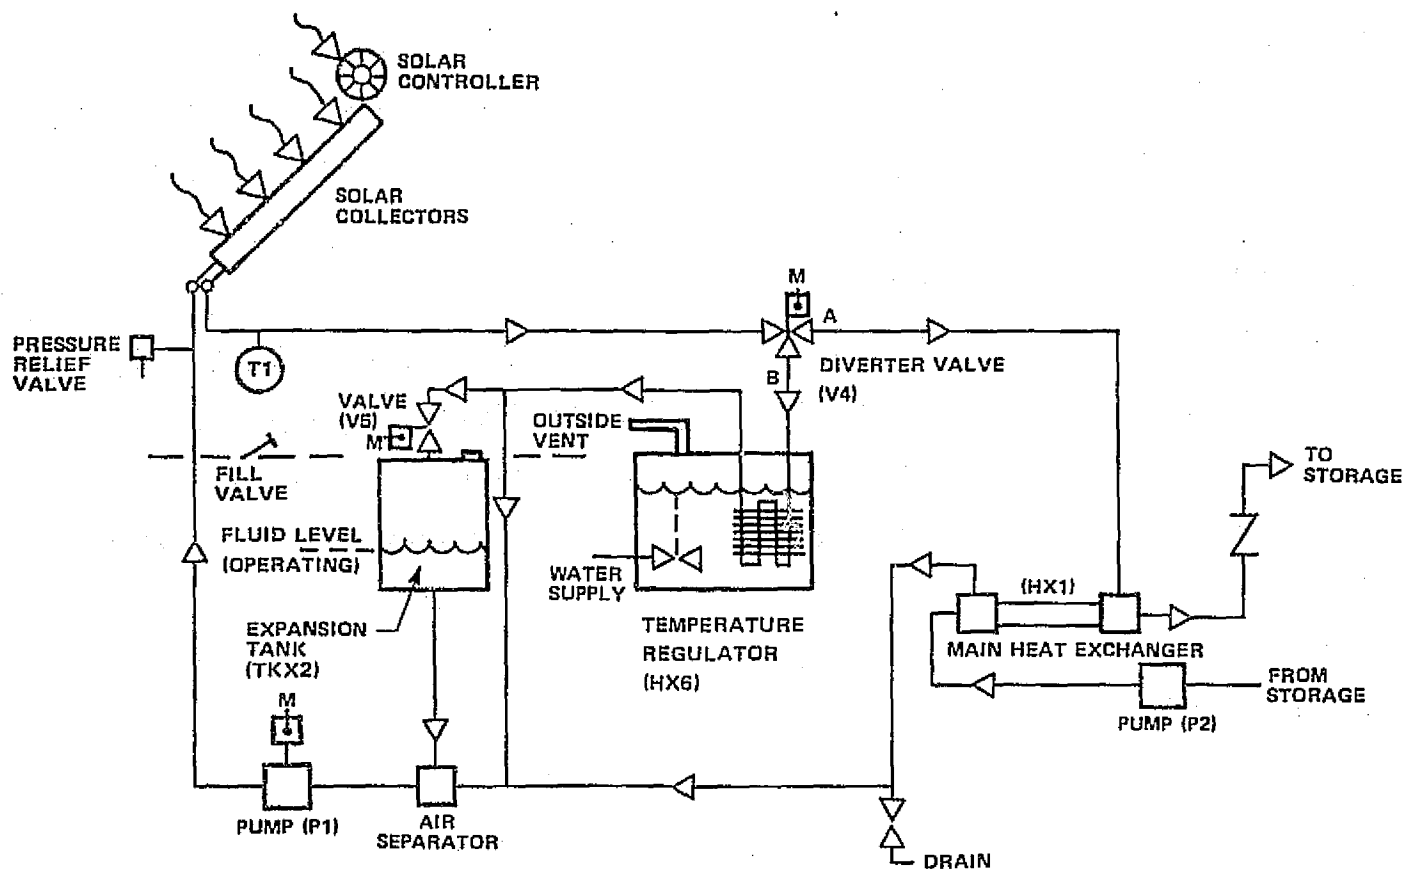 SOLAR
CONTROLLER
SOLAR
COLLECTORS
M
A
PRESSURE
RELIEF
VALVE
T1
DIVERTER VALVE
(V4)
B
VALVE
(V5)
M
OUTSIDE
VENT
FILL
VALVE
TO
STORAGE
FLUID LEVEL
(OPERATING)
WATER
SUPPLY
(HX1)
EXPANSION
TANK
(TKX2)
TEMPERATURE
REGULATOR
(HX6)
MAIN HEAT EXCHANGER
FROM
STORAGE
M
PUMP (P2)
PUMP (P1)
AIR
SEPARATOR
DRAIN